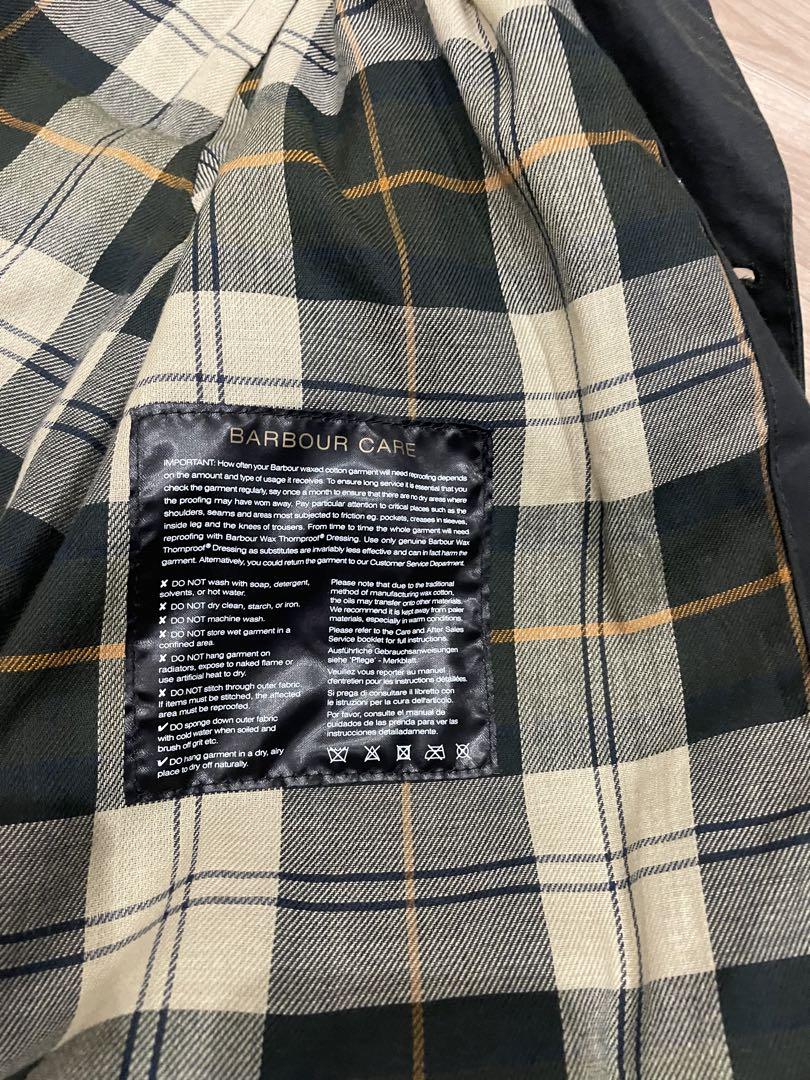 BARBOUR CARE
IMPORTANT: How often your Barbour waxed cotton garment will need reproofing depends
on the amount and type of usage it receives. To ensure long service it is essential that you
check the garment regularly, say once a month to ensure that there are no dry areas where
the proofing may have worn away. Pay particular attention to critical places such as the
shoulders, seams and areas most subjected to friction eg. pockets, creases in sleeves,
inside leg and the knees of trousers. From time to time the whole garment will need
reproofing with Barbour Wax Thornproof® Dressing. Use only genuine Barbour Wax
Thornproof® Dressing as substitutes are invariably less effective and can in fact harm the
garment. Alternatively, you could return the garment to our Customer Service Department.
✘ DO NOT wash with soap, detergent,
solvents, or hot water.
✘ DO NOT dry clean, starch, or iron.
✘ DO NOT machine wash.
✘ DO NOT store wet garment in a
confined area.
✘ DO NOT hang garment on
radiators, expose to naked flame or
use artificial heat to dry.
✘ DO NOT stitch through outer fabric.
If items must be stitched, the affected
area must be reproofed.
✔ DO sponge down outer fabric
with cold water when soiled and
brush off grit etc.
✔ DO hang garment in a dry, airy
place to dry off naturally.
Please note that due to the traditional
method of manufacturing wax cotton,
the oils may transfer onto other materials.
We recommend it is kept away from paler
materials, especially in warm conditions.
Please refer to the Care and After Sales
Service booklet for full instructions.
Ausführliche Gebrauchsanweisungen
siehe 'Pflege' - Merkblatt.
Veuillez vous reporter au manuel
d'entretien pour les instructions détaillées.
Si prega di consultare il libretto con
le istruzioni per la cura dell'articolo.
Por favor, consulte el manual de
cuidados de las prenda para ver las
instrucciones detalladamente.